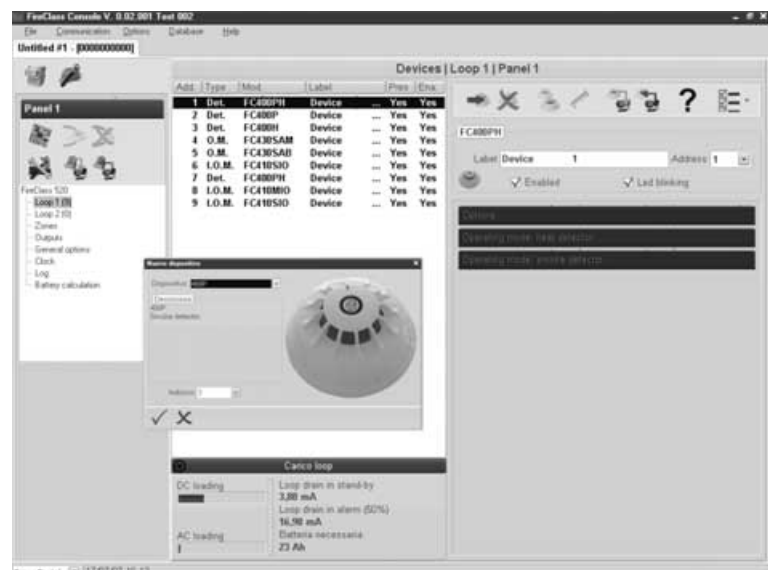 FireClass Console V. 0.02.001 Test 002
File Communication Options Database Help
Untitled #1 - [0000000000]
Devices | Loop 1 | Panel 1
Panel 1
FireClass 520
Loop 1 (9)
Loop 2 (0)
Zones
Outputs
General options
Clock
Log
Battery calculation
Add. Type Mod. Label Pres Ena.
1 Det. FC400PH Device ... Yes Yes
2 Det. FC400P Device ... Yes Yes
3 Det. FC400H Device ... Yes Yes
4 O.M. FC430SAM Device ... Yes Yes
5 O.M. FC430SAB Device ... Yes Yes
6 I.O.M. FC410SIO Device ... Yes Yes
7 Det. FC400PH Device ... Yes Yes
8 I.O.M. FC410MIO Device ... Yes Yes
9 I.O.M. FC410SIO Device ... Yes Yes
FC400PH
Label Device 1 Address 1
Enabled Led blinking
Options
Operating mode: heat detector
Operating mode: smoke detector
Nuovo dispositivo
Dispositivo
Descrizione
Smoke detector.
Indirizzo 1
Carico loop
DC loading
Loop drain in stand-by
3,88 mA
Loop drain in alarm (50%)
16,98 mA
AC loading
Batteria necessaria
23 Ah